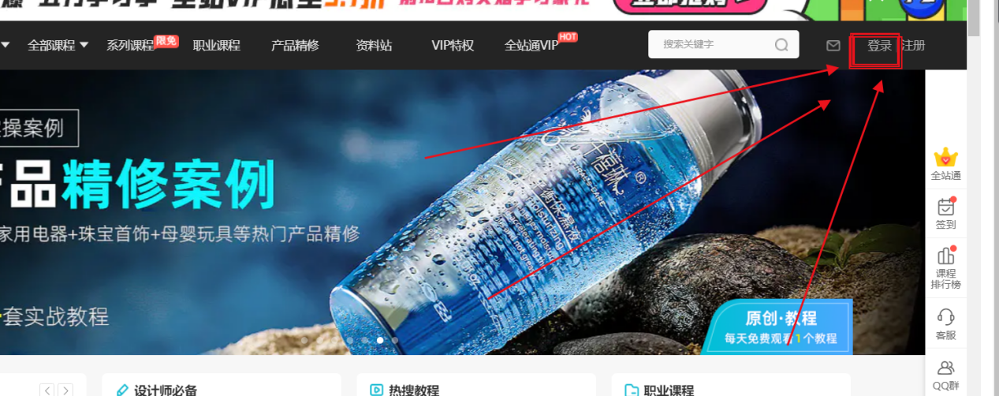 全部课程
系列课程
限免
职业课程
产品精修
资料站
VIP特权
全站通VIP
HOT
搜索关键字
登录
注册
操案例
品精修案例
家用电器+珠宝首饰+母婴玩具等热门产品精修
套实战教程
原创·教程
每天免费观看1个教程
全站通
签到
课程
排行榜
客服
QQ群
设计师必备
热搜教程
职业课程